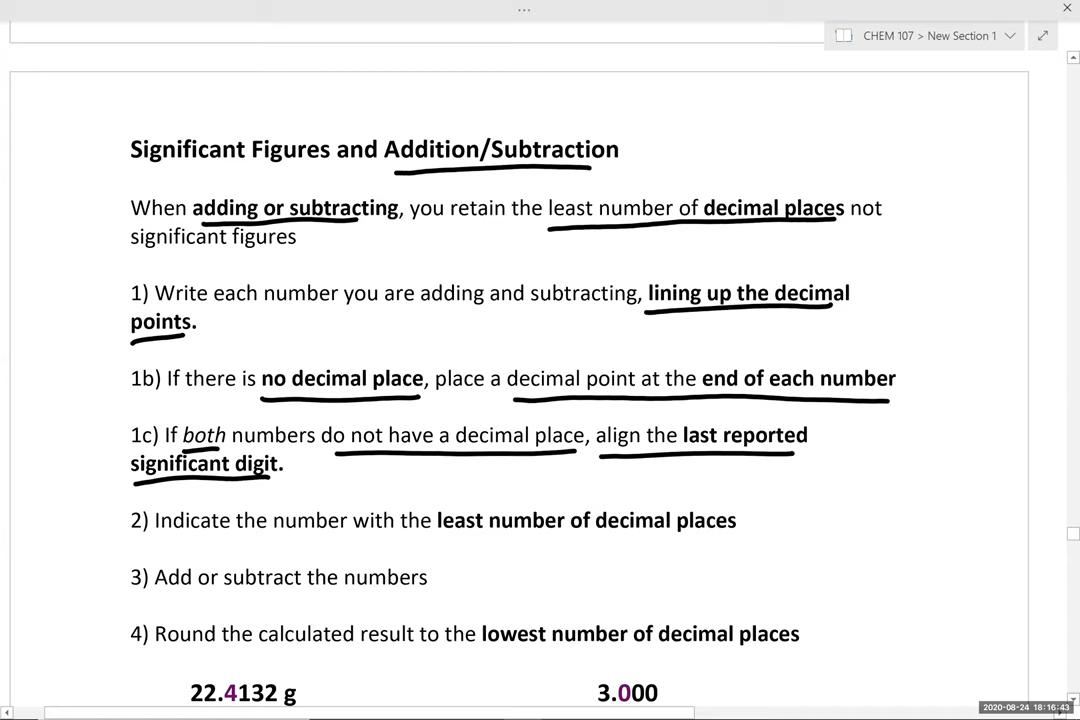 ...
CHEM 107 > New Section 1
Significant Figures and Addition/Subtraction
When adding or subtracting, you retain the least number of decimal places not
significant figures
1) Write each number you are adding and subtracting, lining up the decimal
points.
1b) If there is no decimal place, place a decimal point at the end of each number
1c) If both numbers do not have a decimal place, align the last reported
significant digit.
2) Indicate the number with the least number of decimal places
3) Add or subtract the numbers
4) Round the calculated result to the lowest number of decimal places
22.4132 g 3.000
2020-08-24 18:16:43